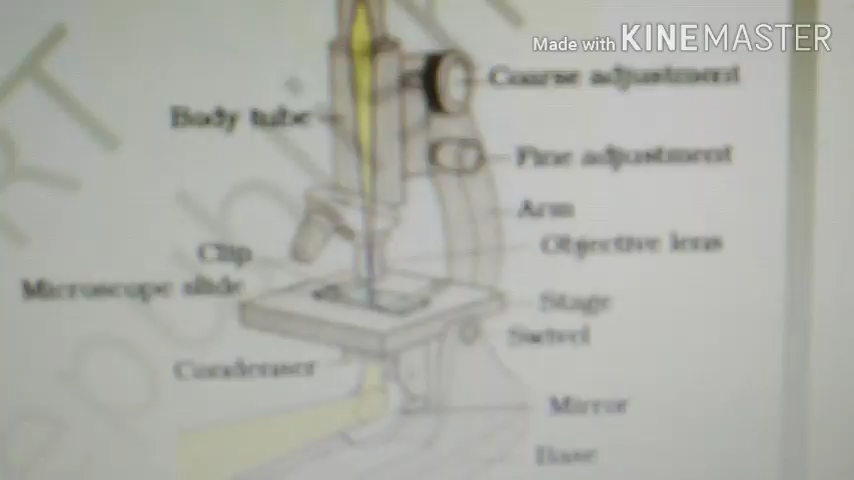 Made with KINEMASTER
Coarse adjustment
Body tube
Fine adjustment
Arm
Objective lens
Clip
Microscope slide
Stage
Swivel
Condenser
Mirror
Base